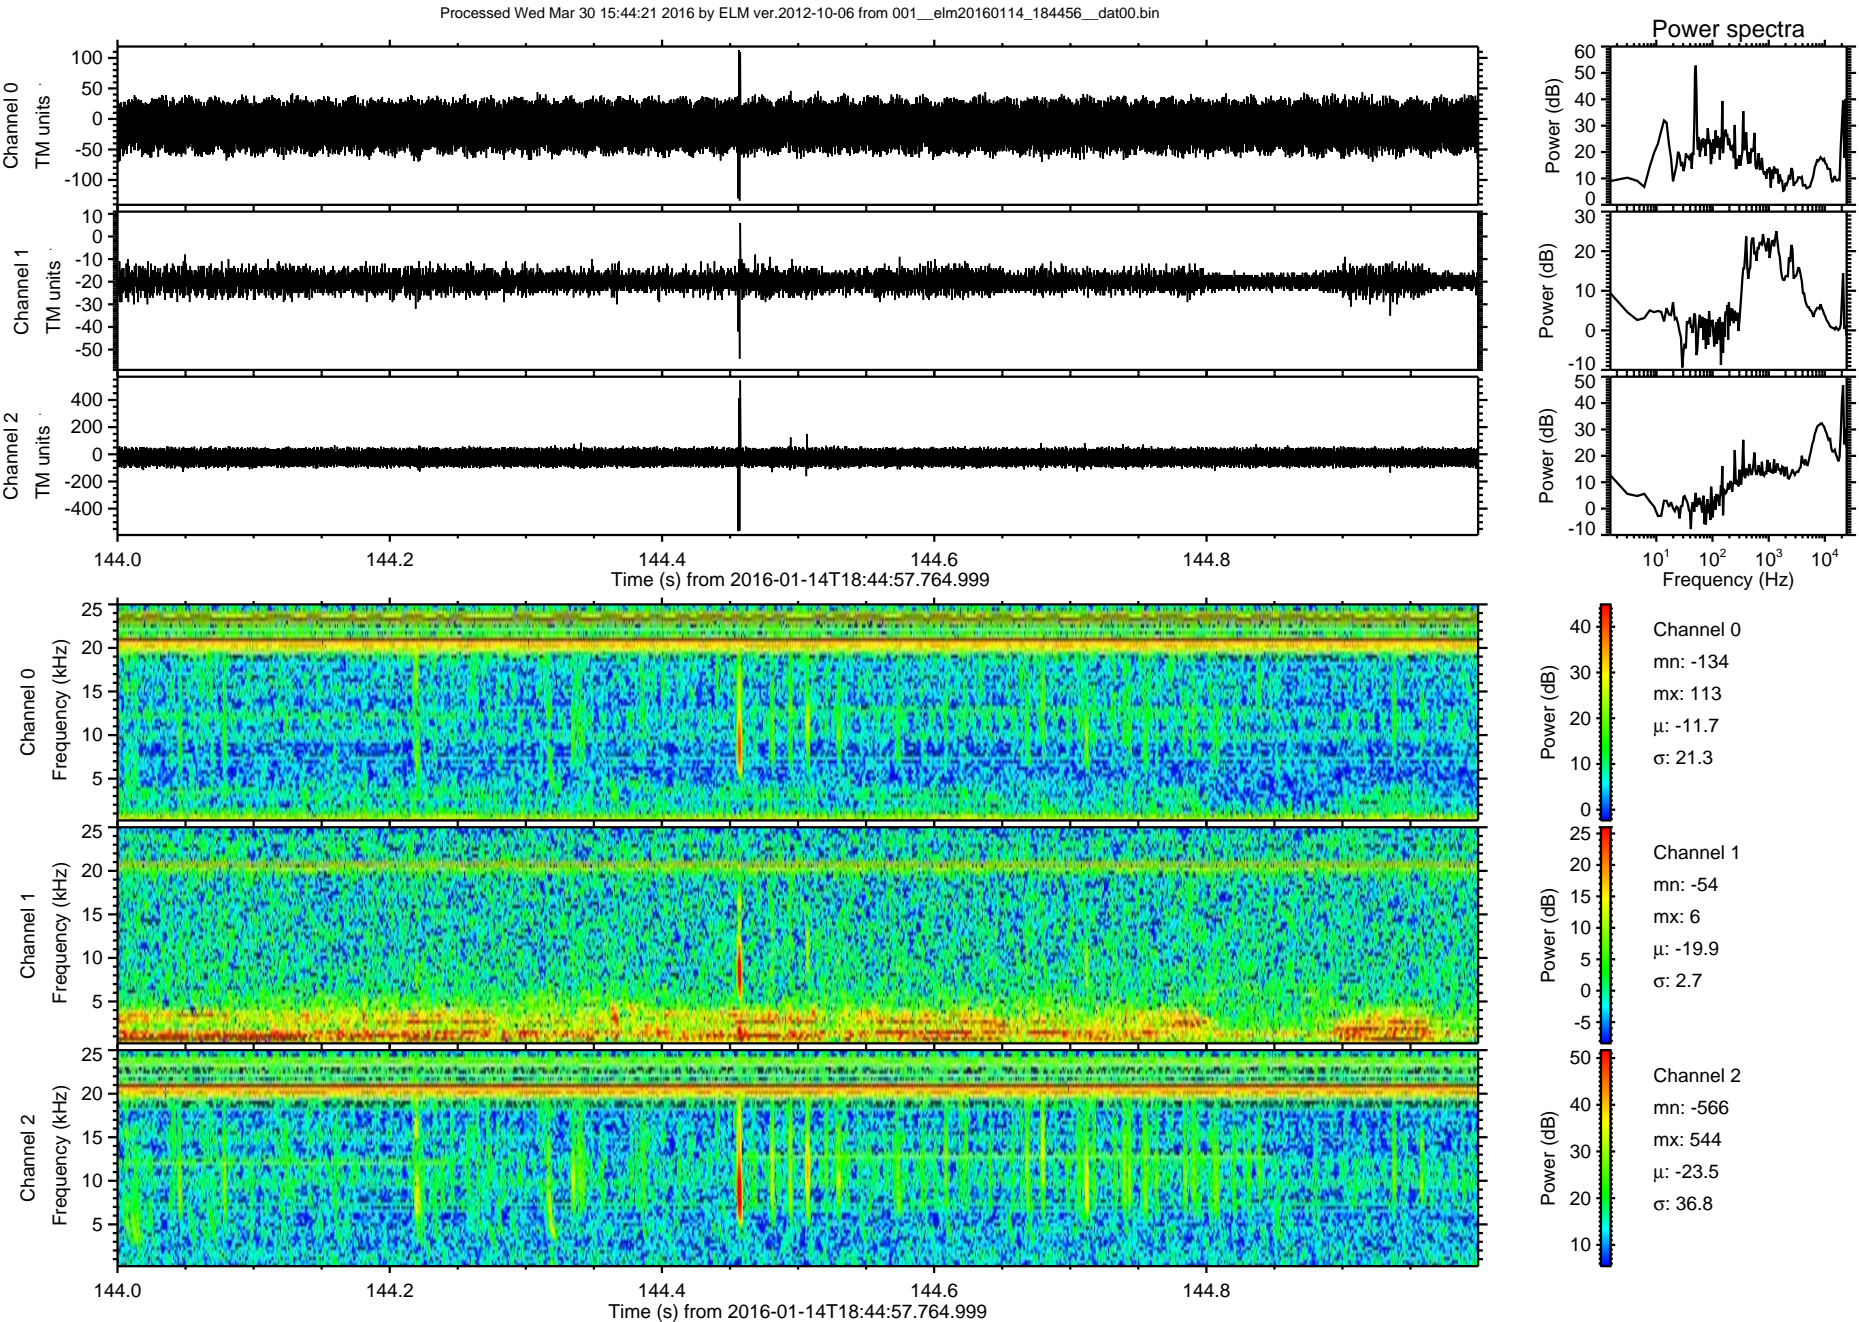 Processed Wed Mar 30 15:44:21 2016 by ELM ver.2012-10-06 from 001__elm20160114_184456__dat00.bin
Power spectra
Channel 0
TM units
100
50
0
-50
-100
Power (dB)
60
50
40
30
20
10
0
Channel 1
TM units
10
0
-10
-20
-30
-40
-50
Power (dB)
30
20
10
0
-10
Channel 2
TM units
400
200
0
-200
-400
Power (dB)
50
40
30
20
10
0
-10
144.0 144.2 144.4 144.6 144.8
Time (s) from 2016-01-14T18:44:57.764.999
10^1 10^2 10^3 10^4
Frequency (Hz)
Channel 0
Frequency (kHz)
25
20
15
10
5
Power (dB)
40
30
20
10
0
Channel 0
mn: -134
mx: 113
μ: -11.7
σ: 21.3
Channel 1
Frequency (kHz)
25
20
15
10
5
Power (dB)
25
20
15
10
5
0
-5
Channel 1
mn: -54
mx: 6
μ: -19.9
σ: 2.7
Channel 2
Frequency (kHz)
25
20
15
10
5
Power (dB)
50
40
30
20
10
Channel 2
mn: -566
mx: 544
μ: -23.5
σ: 36.8
144.0 144.2 144.4 144.6 144.8
Time (s) from 2016-01-14T18:44:57.764.999